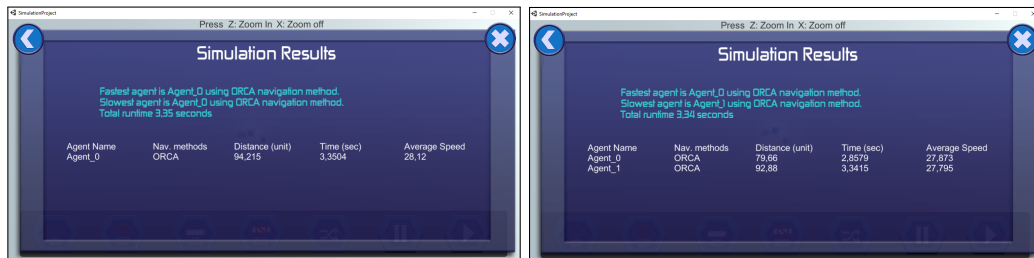 SimulationProject
Press Z: Zoom In X: Zoom off
Simulation Results
Fastest agent is Agent_0 using ORCA navigation method.
Slowest agent is Agent_0 using ORCA navigation method.
Total runtime 3,35 seconds
Agent Name Nav. methods Distance (unit) Time (sec) Average Speed
Agent_0 ORCA 94,215 3,3504 28,12
SimulationProject
Press Z: Zoom In X: Zoom off
Simulation Results
Fastest agent is Agent_0 using ORCA navigation method.
Slowest agent is Agent_1 using ORCA navigation method.
Total runtime 3,34 seconds
Agent Name Nav. methods Distance (unit) Time (sec) Average Speed
Agent_0 ORCA 79,66 2,8579 27,873
Agent_1 ORCA 92,88 3,3415 27,795